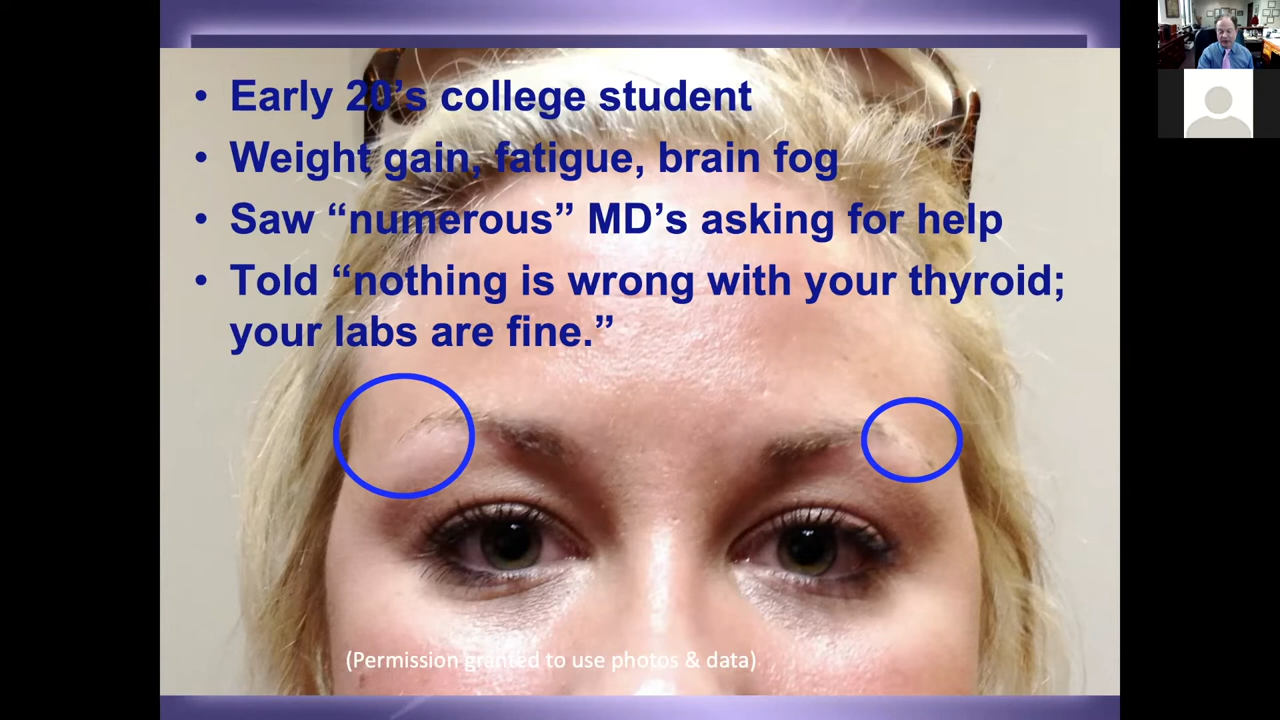 • Early 20’s college student
• Weight gain, fatigue, brain fog
• Saw “numerous” MD’s asking for help
• Told “nothing is wrong with your thyroid;
your labs are fine.”
(Permission granted to use photos & data)